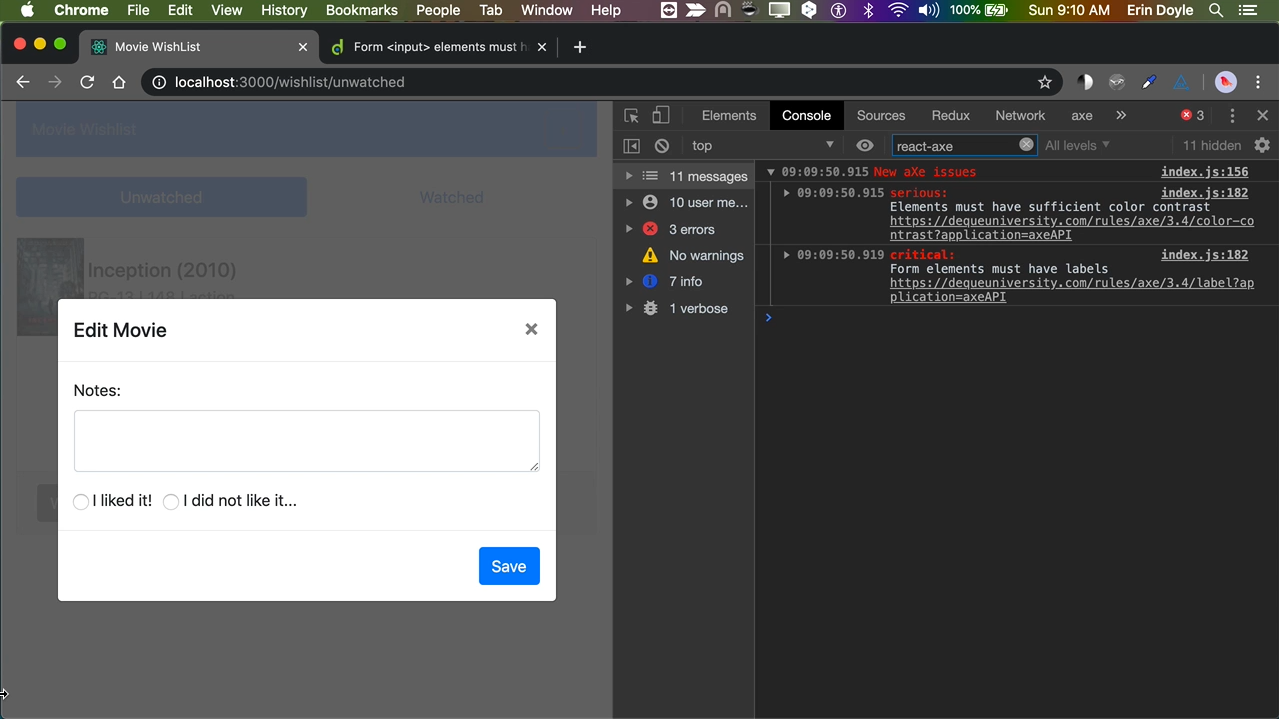 Chrome File Edit View History Bookmarks People Tab Window Help 100% Sun 9:10 AM Erin Doyle
Movie WishList
Form <input> elements must h
localhost:3000/wishlist/unwatched
Movie Wishlist
Unwatched Watched
Inception (2010)
PG-13 | 148 | action
Edit Movie ×
Notes:
I liked it! I did not like it...
Save
Elements Console Sources Redux Network axe » 3
top react-axe All levels 11 hidden
11 messages
10 user me...
3 errors
No warnings
7 info
1 verbose
09:09:50.915 New aXe issues index.js:156
09:09:50.915 serious: index.js:182
Elements must have sufficient color contrast
https://dequeuniversity.com/rules/axe/3.4/color-co
ntrast?application=axeAPI
09:09:50.919 critical: index.js:182
Form elements must have labels
https://dequeuniversity.com/rules/axe/3.4/label?ap
plication=axeAPI